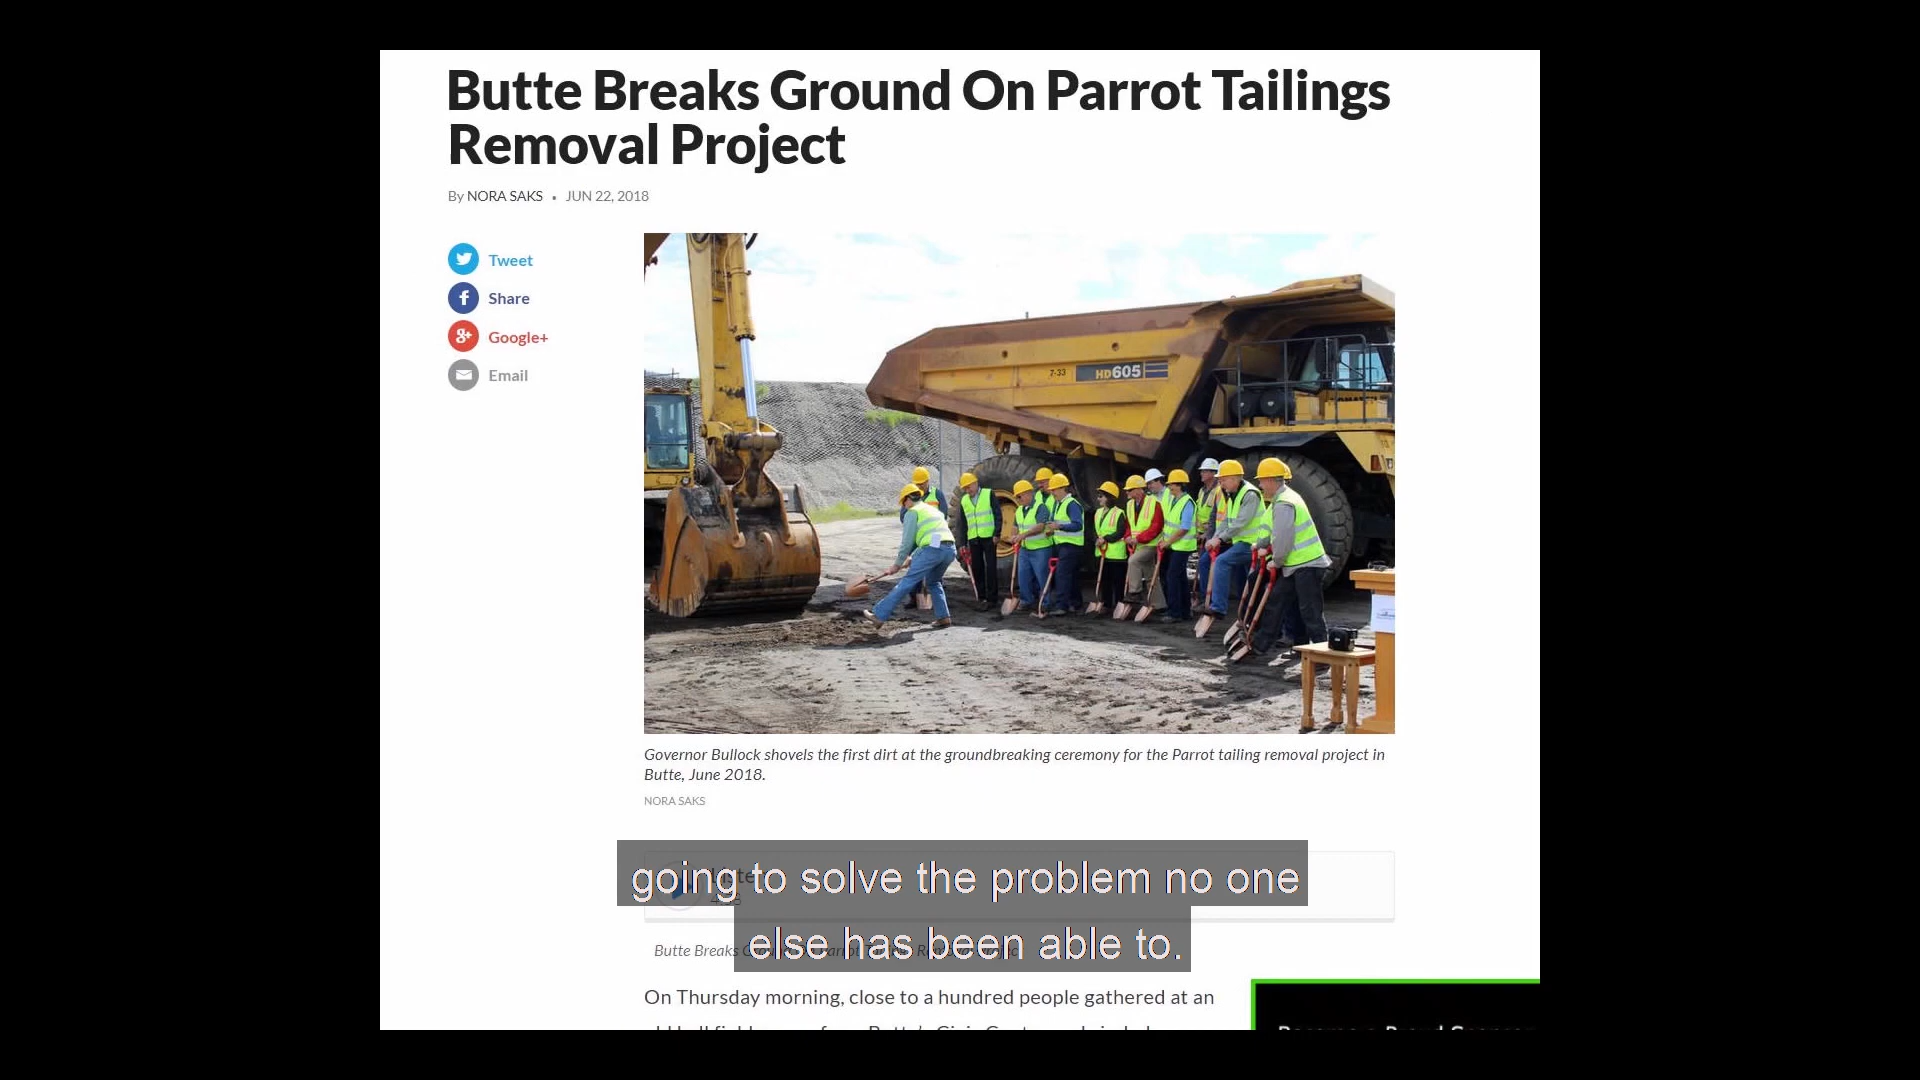 Butte Breaks Ground On Parrot Tailings
Removal Project
By NORA SAKS • JUN 22, 2018
Tweet
Share
Google+
Email
7-33
HD605
Governor Bullock shovels the first dirt at the groundbreaking ceremony for the Parrot tailing removal project in
Butte, June 2018.
NORA SAKS
going to solve the problem no one
else has been able to.
Butte Breaks
On Thursday morning, close to a hundred people gathered at an